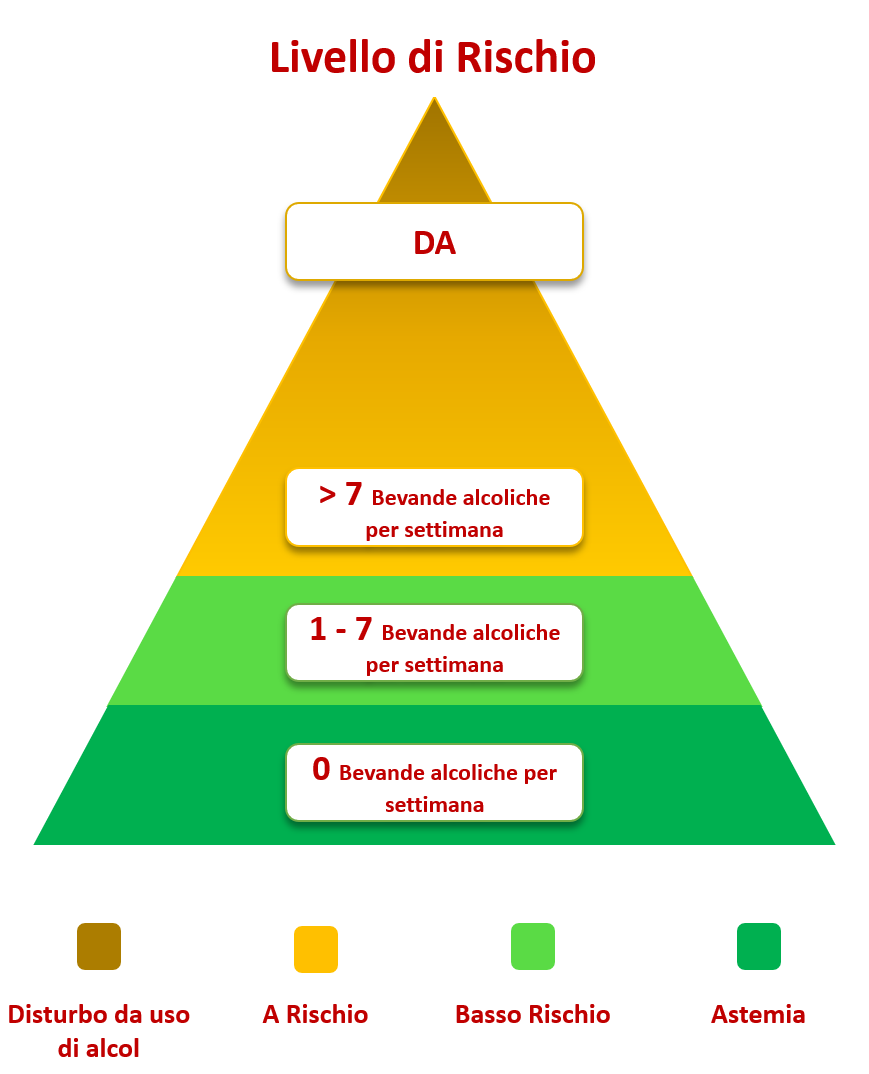 Livello di Rischio
DA
> 7 Bevande alcoliche
per settimana
1 - 7 Bevande alcoliche
per settimana
0 Bevande alcoliche per
settimana
Disturbo da uso
di alcol
A Rischio
Basso Rischio
Astemia